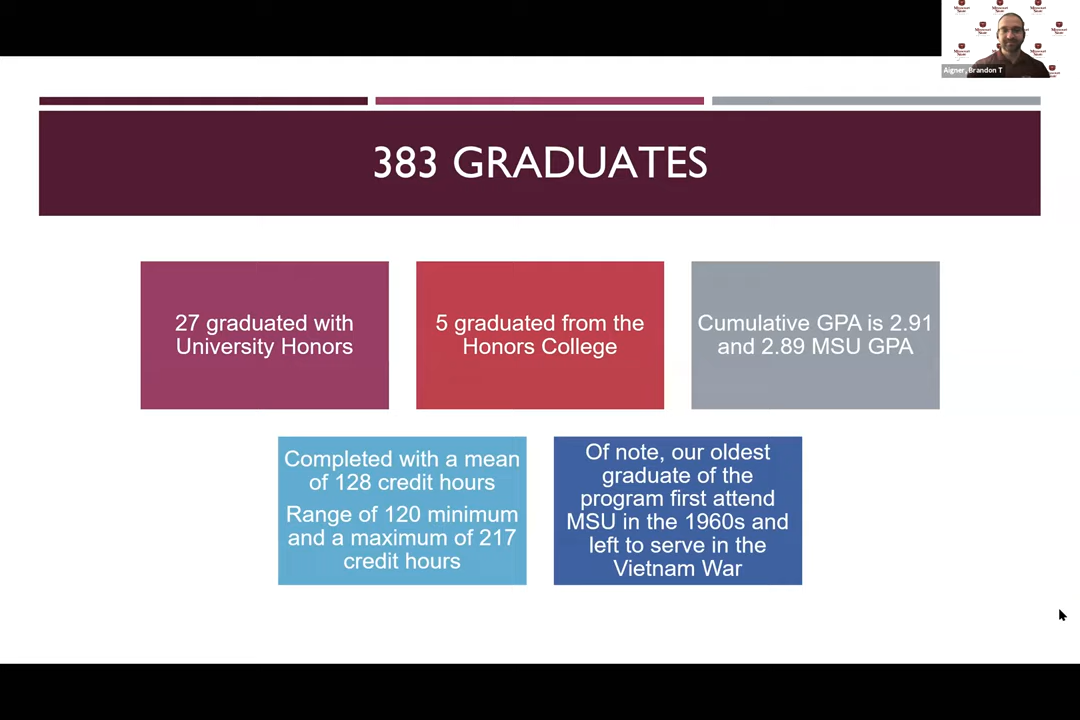 Aigner, Brandon T
383 GRADUATES
27 graduated with
University Honors
5 graduated from the
Honors College
Cumulative GPA is 2.91
and 2.89 MSU GPA
Completed with a mean
of 128 credit hours
Range of 120 minimum
and a maximum of 217
credit hours
Of note, our oldest
graduate of the
program first attend
MSU in the 1960s and
left to serve in the
Vietnam War